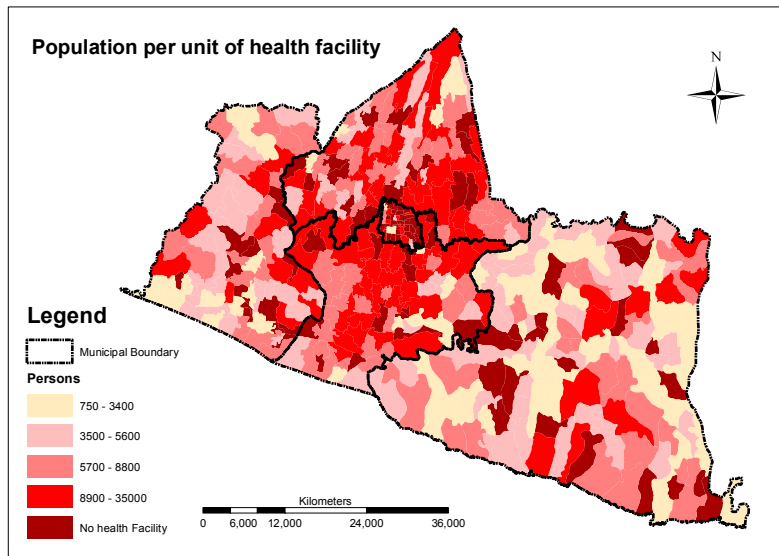 Population per unit of health facility
N
Legend
Municipal Boundary
Persons
750 - 3400
3500 - 5600
5700 - 8800
8900 - 35000
No health Facility
Kilometers
0 6,000 12,000 24,000 36,000